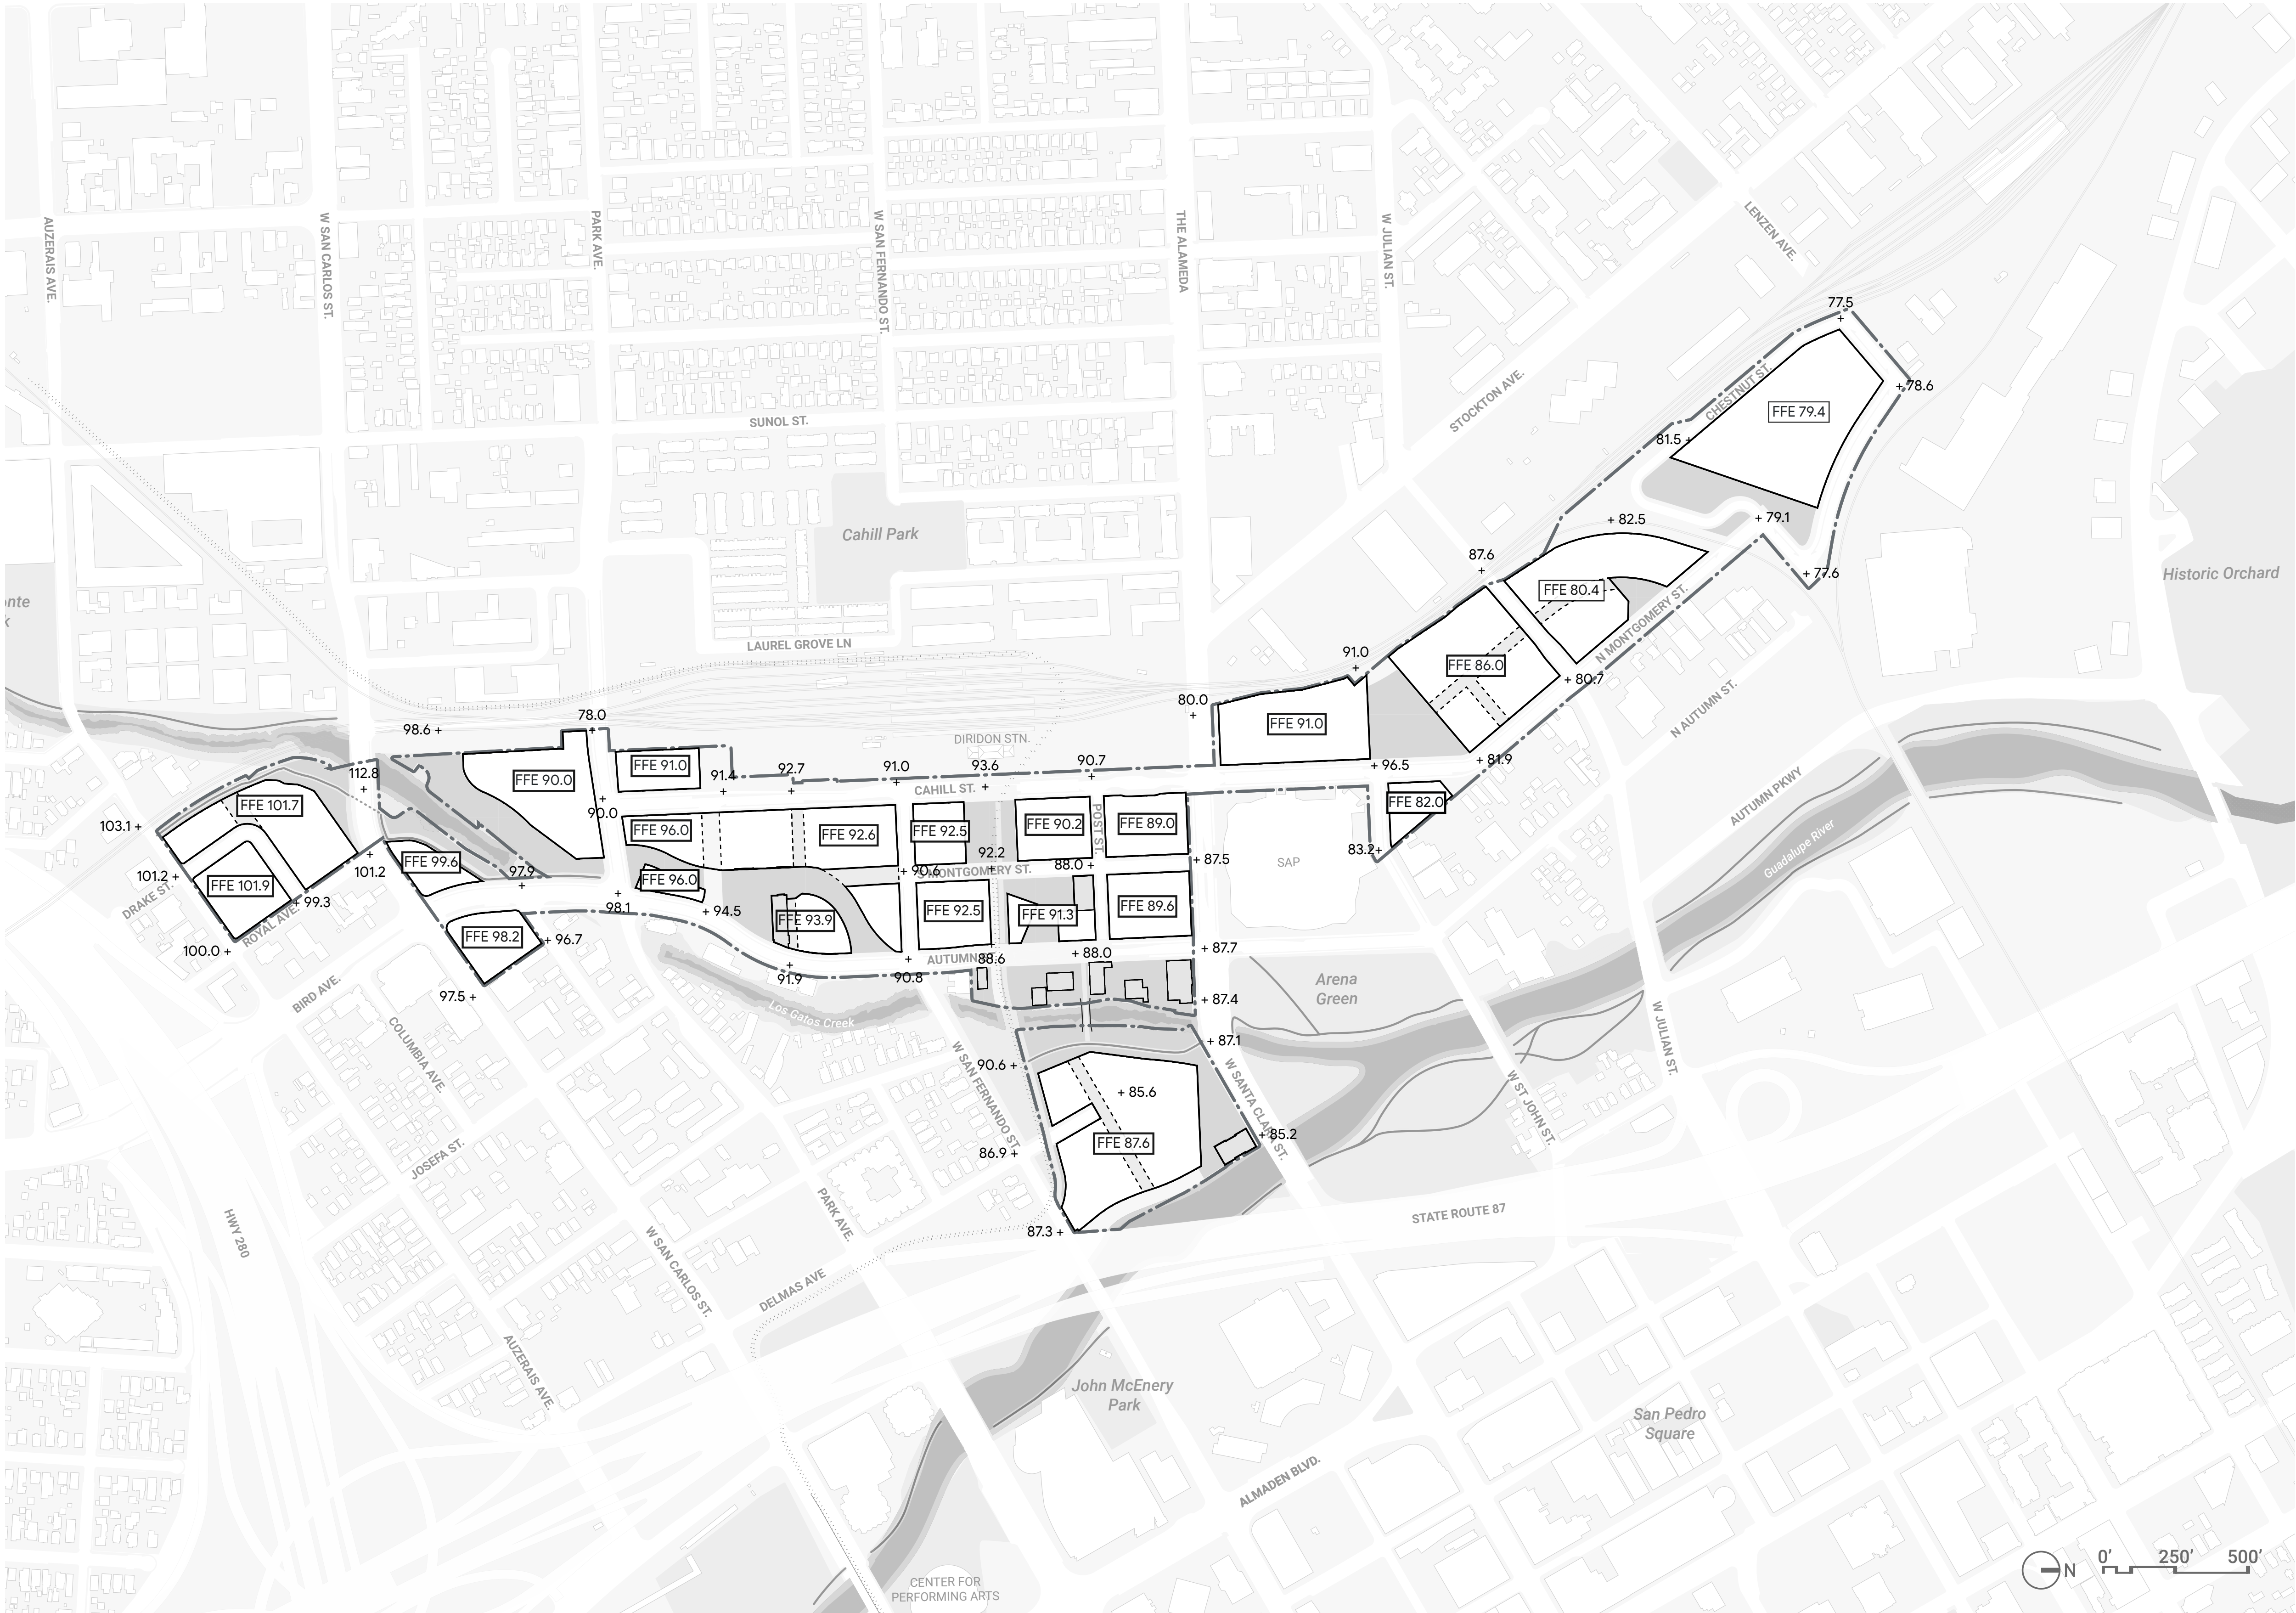 AUZERAIS AVE.
W SAN CARLOS ST.
PARK AVE.
W SAN FERNANDO ST.
THE ALAMEDA
W JULIAN ST.
LENZEN AVE.
STOCKTON AVE.
CHESTNUT ST.
77.5
+
+ 78.6
FFE 79.4
81.5 +
SUNOL ST.
Cahill Park
+ 82.5
+ 79.1
87.6
+
+ 77.6
Historic Orchard
FFE 80.4
N MONTGOMERY ST.
LAUREL GROVE LN
91.0
+
FFE 86.0
+ 80.7
N AUTUMN ST.
80.0
+
FFE 91.0
98.6 +
78.0
+
DIRIDON STN.
FFE 91.0
FFE 90.0
112.8
+
91.4
+
92.7
+
91.0
+
93.6
+
90.7
+
+ 96.5
+ 81.9
CAHILL ST.
90.0
+
FFE 101.7
103.1 +
FFE 96.0
FFE 92.6
FFE 92.5
FFE 90.2
POST ST.
FFE 89.0
FFE 82.0
AUTUMN PKWY
Guadalupe River
83.2+
SAP
FFE 99.6
97.9
+
101.2
+
101.2 +
FFE 101.9
DRAKE ST.
+ 99.3
ROYAL AVE.
100.0 +
FFE 96.0
92.2
+
+ 90.6
S MONTGOMERY ST.
88.0 +
+ 87.5
98.1
+
+ 94.5
FFE 93.9
FFE 92.5
FFE 91.3
FFE 89.6
FFE 98.2
+ 96.7
97.5 +
91.9
+
90.8
+
AUTUMN
88.6
+
+ 88.0
+ 87.7
+ 87.4
Arena
Green
BIRD AVE.
COLUMBIA AVE.
Los Gatos Creek
W SAN FERNANDO ST.
+ 87.1
90.6 +
+ 85.6
W SANTA CLARA ST.
W ST JOHN ST.
W JULIAN ST.
FFE 87.6
+ 85.2
86.9 +
JOSEFA ST.
PARK AVE.
HWY 280
W SAN CARLOS ST.
87.3 +
STATE ROUTE 87
DELMAS AVE
AUZERAIS AVE.
John McEnery
Park
San Pedro
Square
ALMADEN BLVD.
CENTER FOR
PERFORMING ARTS
N
0' 250' 500'